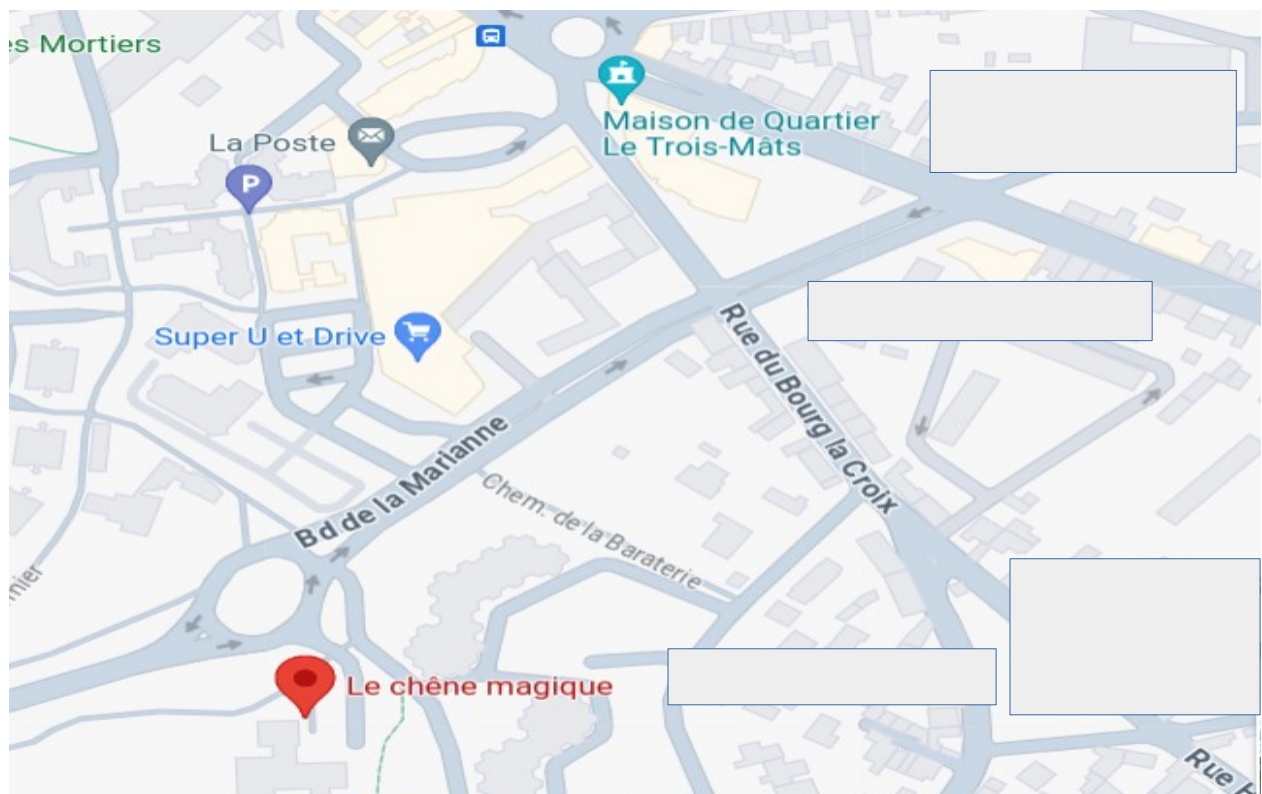 es Mortiers
La Poste
P
Maison de Quartier
Le Trois-Mâts
Super U et Drive
Rue du Bourg la Croix
Bd de la Marianne
Chem. de la Baraterie
nier
Le chêne magique
Rue H